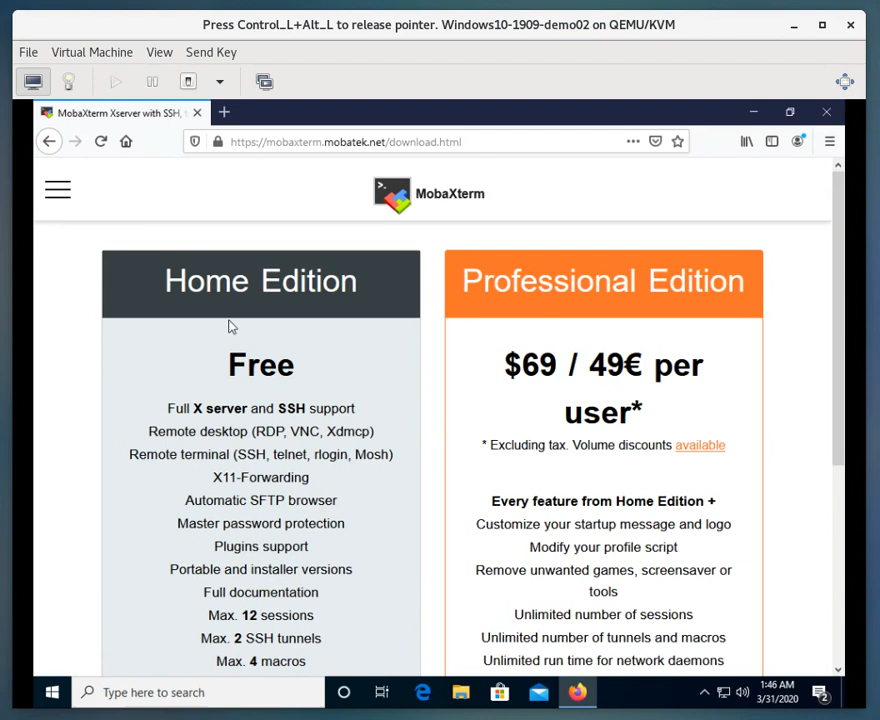 Press Control_L+Alt_L to release pointer. Windows10-1909-demo02 on QEMU/KVM
File Virtual Machine View Send Key
MobaXterm Xserver with SSH, t
https://mobaxterm.mobatek.net/download.html
MobaXterm
Home Edition
Free
Full X server and SSH support
Remote desktop (RDP, VNC, Xdmcp)
Remote terminal (SSH, telnet, rlogin, Mosh)
X11-Forwarding
Automatic SFTP browser
Master password protection
Plugins support
Portable and installer versions
Full documentation
Max. 12 sessions
Max. 2 SSH tunnels
Max. 4 macros
Professional Edition
$69 / 49€ per
user*
* Excluding tax. Volume discounts available
Every feature from Home Edition +
Customize your startup message and logo
Modify your profile script
Remove unwanted games, screensaver or
tools
Unlimited number of sessions
Unlimited number of tunnels and macros
Unlimited run time for network daemons
Type here to search
1:46 AM
3/31/2020
2